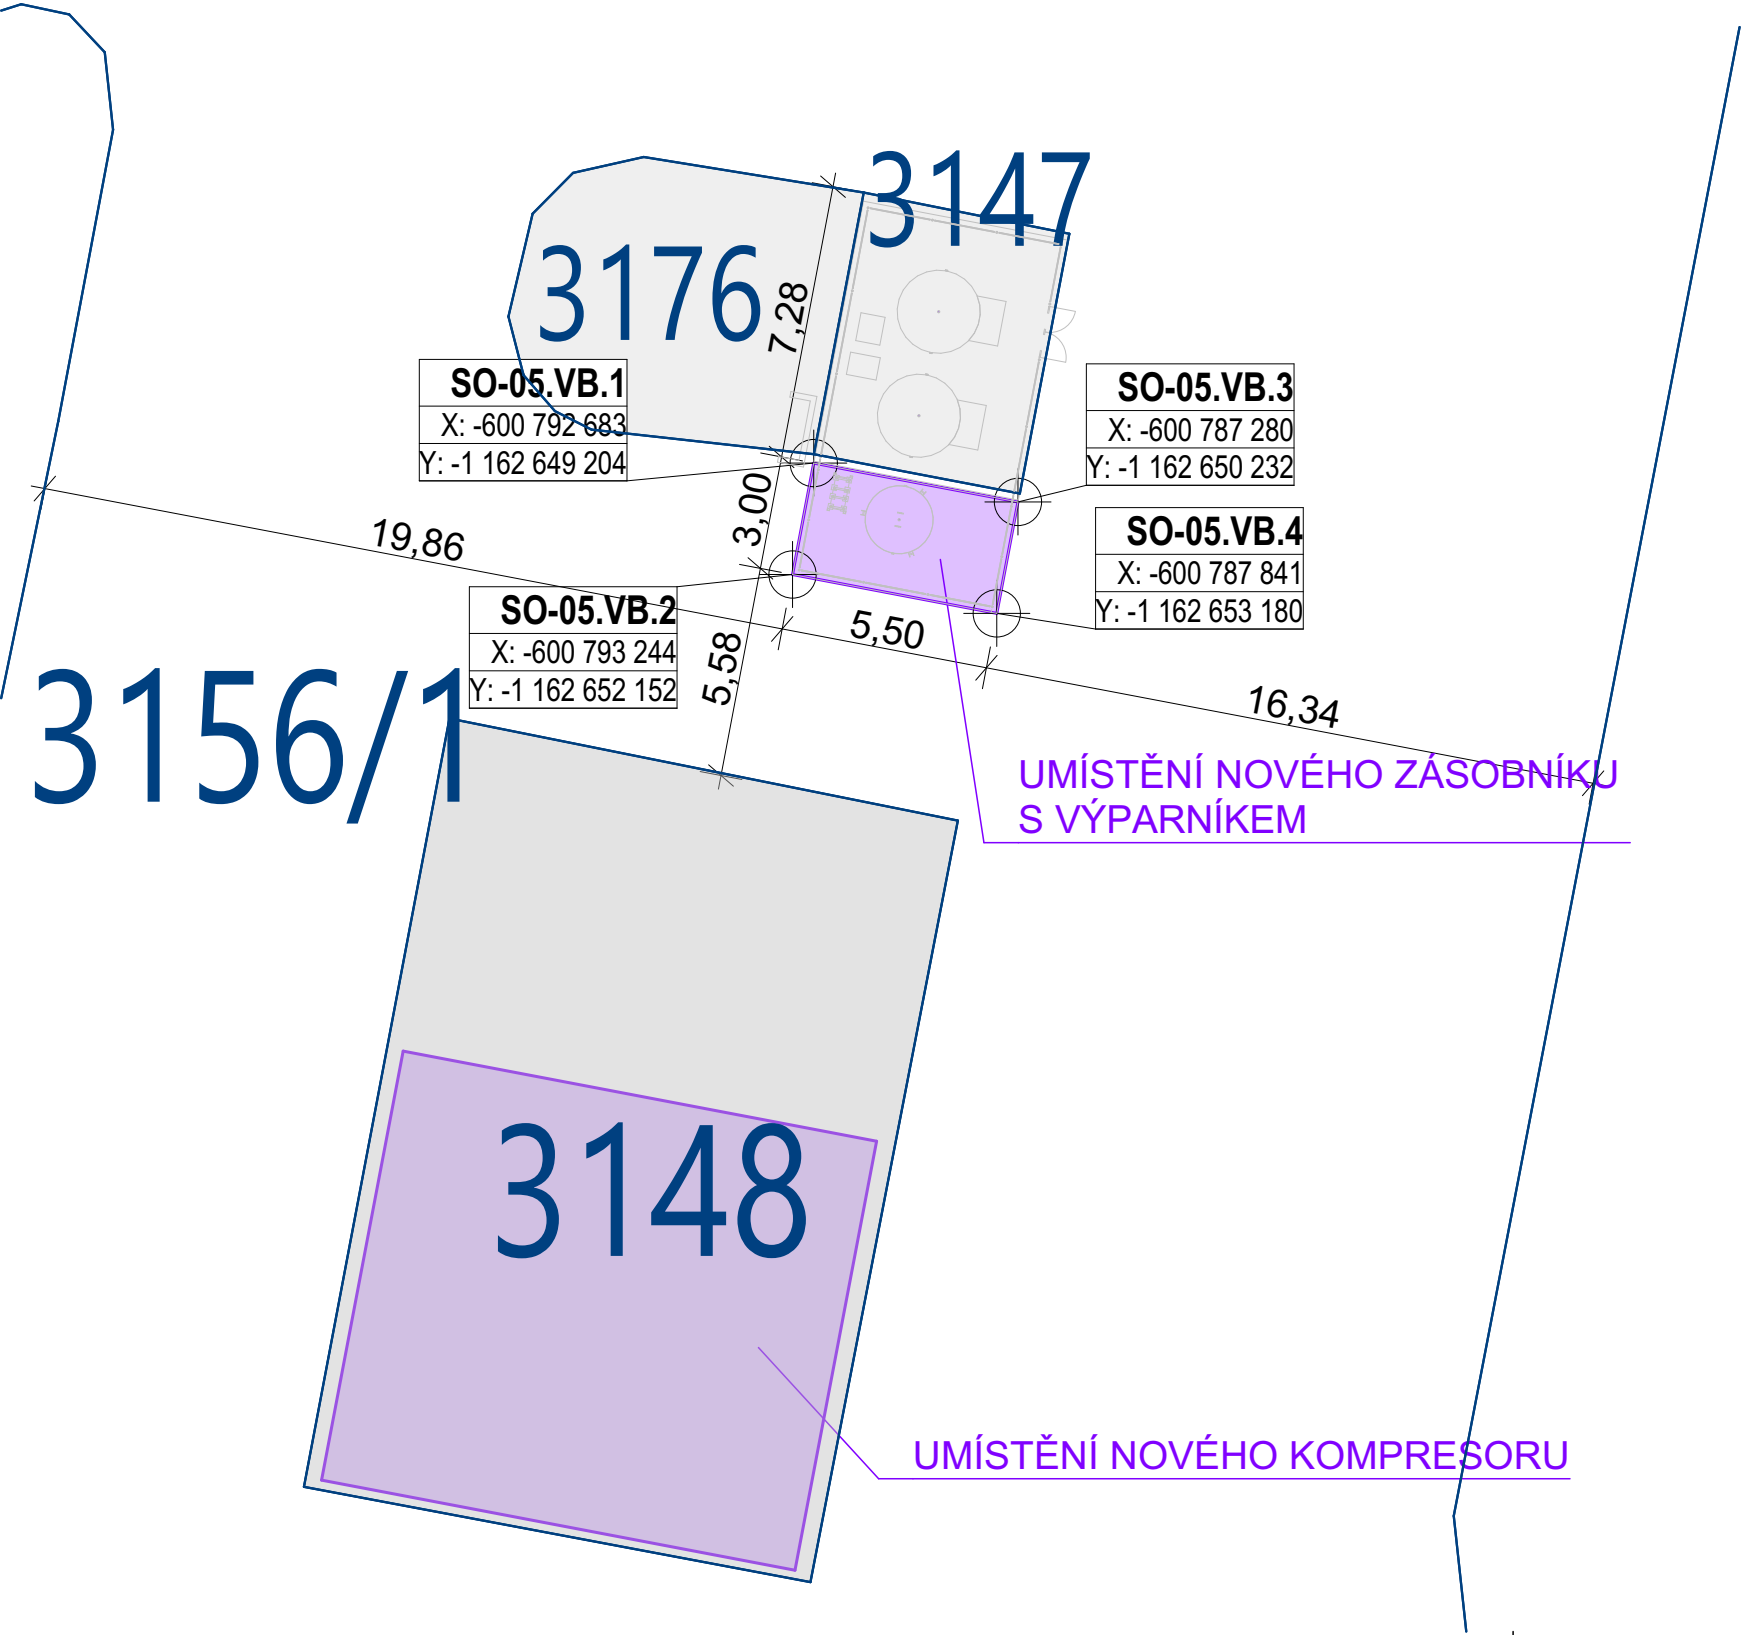 3147
3176
7,28
SO-05.VB.1
X: -600 792 683
Y: -1 162 649 204
SO-05.VB.3
X: -600 787 280
Y: -1 162 650 232
3,00
19,86
SO-05.VB.4
X: -600 787 841
Y: -1 162 653 180
SO-05.VB.2
X: -600 793 244
Y: -1 162 652 152
5,50
5,58
16,34
3156/1
UMÍSTĚNÍ NOVÉHO ZÁSOBNÍKU
S VÝPARNÍKEM
3148
UMÍSTĚNÍ NOVÉHO KOMPRESORU